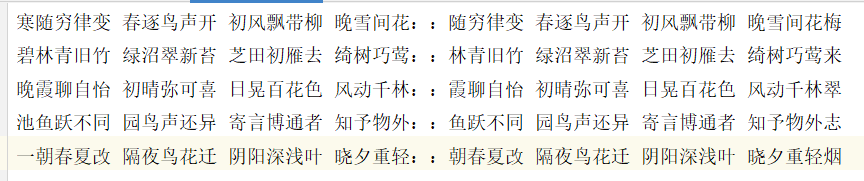 寒随穷律变 春逐鸟声开 初风飘带柳 晚雪间花：：随穷律变 春逐鸟声开 初风飘带柳 晚雪间花梅
碧林青旧竹 绿沼翠新苔 芝田初雁去 绮树巧莺：：林青旧竹 绿沼翠新苔 芝田初雁去 绮树巧莺来
晚霞聊自怡 初晴弥可喜 日晃百花色 风动千林：：霞聊自怡 初晴弥可喜 日晃百花色 风动千林翠
池鱼跃不同 园鸟声还异 寄言博通者 知予物外：：鱼跃不同 园鸟声还异 寄言博通者 知予物外志
一朝春夏改 隔夜鸟花迁 阴阳深浅叶 晓夕重轻：：朝春夏改 隔夜鸟花迁 阴阳深浅叶 晓夕重轻烟